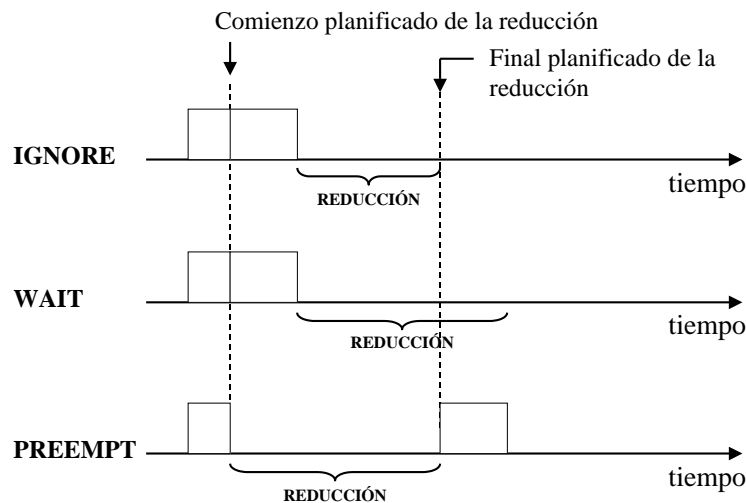 Comienzo planificado de la reducción
Final planificado de la
reducción
IGNORE
tiempo
REDUCCIÓN
WAIT
tiempo
REDUCCIÓN
PREEMPT
tiempo
REDUCCIÓN